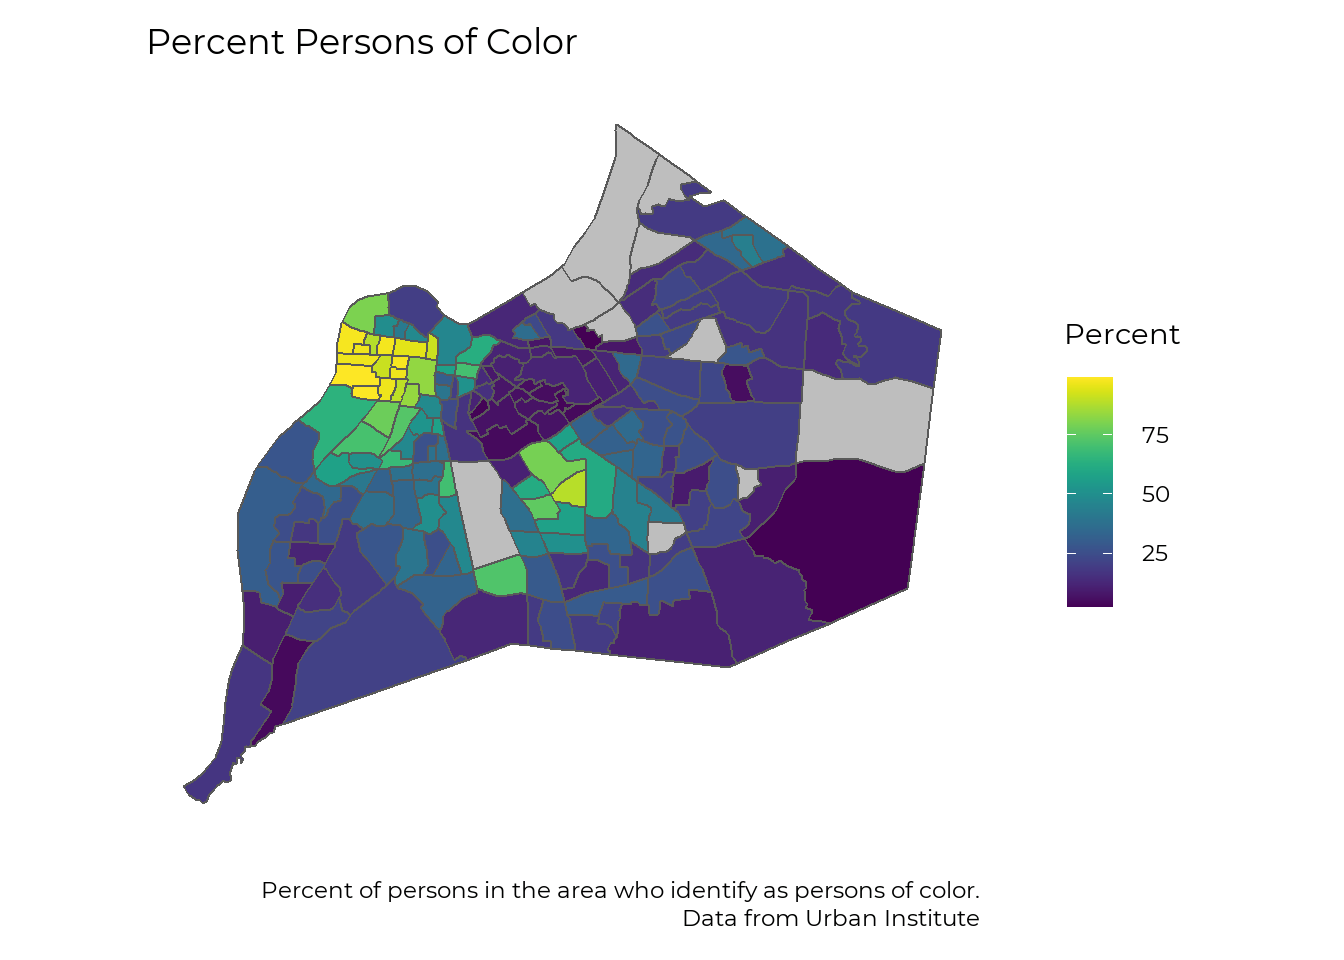 Percent Persons of Color
Percent
75
50
25
Percent of persons in the area who identify as persons of color.
Data from Urban Institute